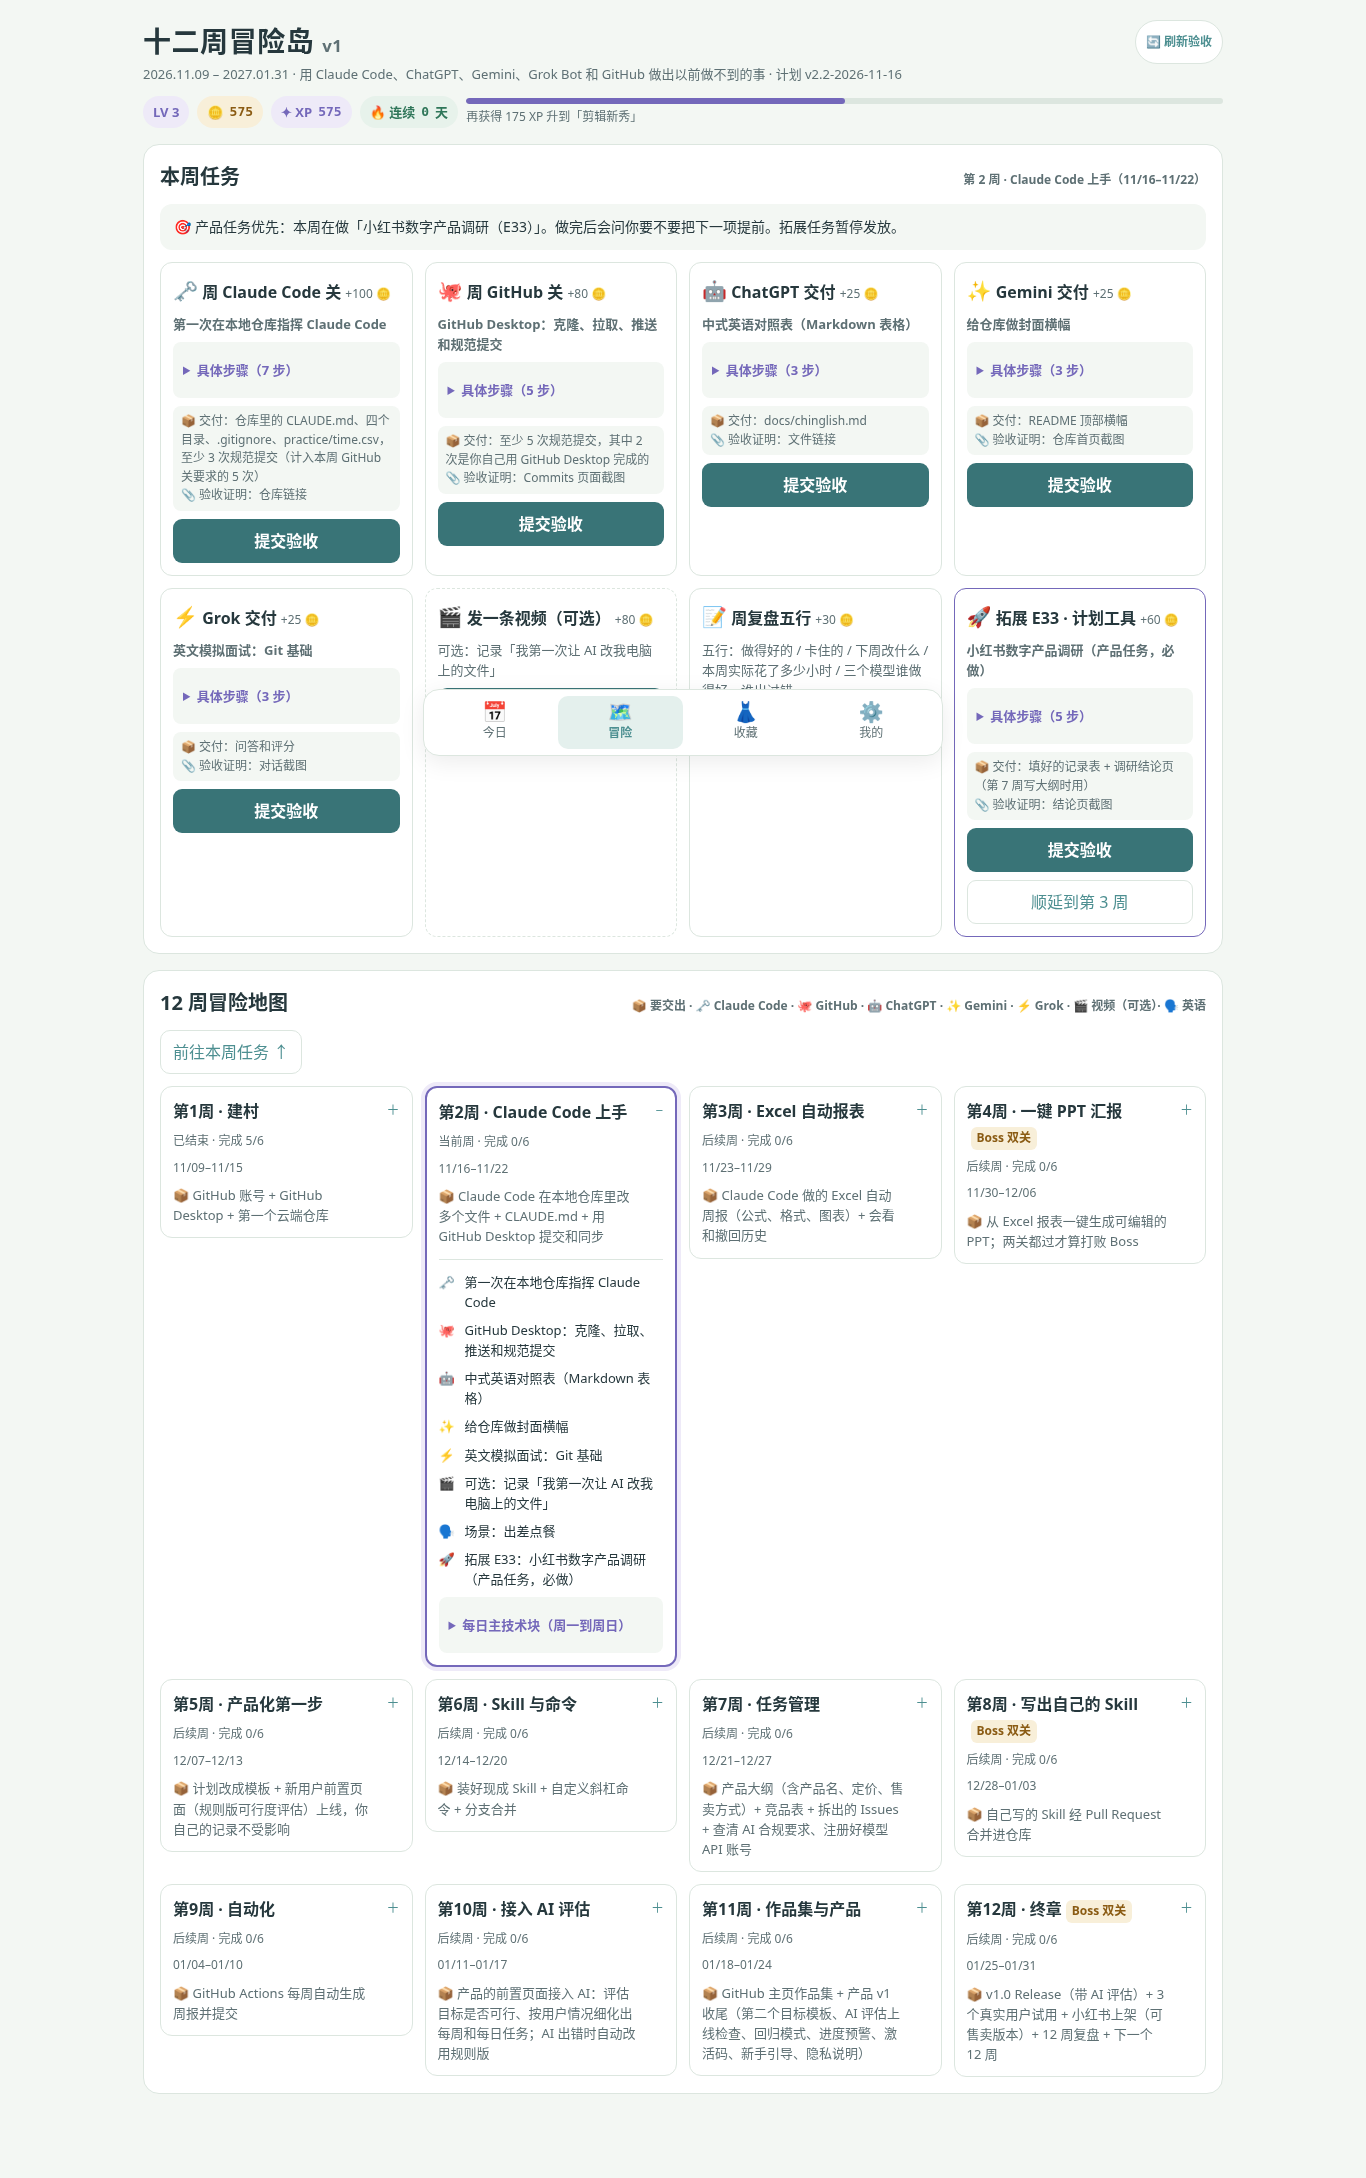 十二周冒险岛 v1
🔄 刷新验收
2026.11.09 – 2027.01.31 · 用 Claude Code、ChatGPT、Gemini、Grok Bot 和 GitHub 做出以前做不到的事 · 计划 v2.2-2026-11-16
LV 3
🪙 575
✦ XP 575
🔥 连续 0 天
再获得 175 XP 升到「剪辑新秀」
本周任务
第 2 周 · Claude Code 上手（11/16–11/22）
🎯 产品任务优先：本周在做「小红书数字产品调研（E33）」。做完后会问你要不要把下一项提前。拓展任务暂停发放。
🗝️ 周 Claude Code 关 +100 🪙
第一次在本地仓库指挥 Claude Code
▶ 具体步骤（7 步）
📦 交付：仓库里的 CLAUDE.md、四个
目录、.gitignore、practice/time.csv，
至少 3 次规范提交（计入本周 GitHub
关要求的 5 次）
📎 验收证明：仓库链接
提交验收
🐙 周 GitHub 关 +80 🪙
GitHub Desktop：克隆、拉取、推送
和规范提交
▶ 具体步骤（5 步）
📦 交付：至少 5 次规范提交，其中 2
次是你自己用 GitHub Desktop 完成的
📎 验收证明：Commits 页面截图
提交验收
🤖 ChatGPT 交付 +25 🪙
中式英语对照表（Markdown 表格）
▶ 具体步骤（3 步）
📦 交付：docs/chinglish.md
📎 验收证明：文件链接
提交验收
✨ Gemini 交付 +25 🪙
给仓库做封面横幅
▶ 具体步骤（3 步）
📦 交付：README 顶部横幅
📎 验收证明：仓库首页截图
提交验收
⚡ Grok 交付 +25 🪙
英文模拟面试：Git 基础
▶ 具体步骤（3 步）
📦 交付：问答和评分
📎 验收证明：对话截图
提交验收
🎬 发一条视频（可选） +80 🪙
可选：记录「我第一次让 AI 改我电脑
上的文件」
📝 周复盘五行 +30 🪙
五行：做得好的 / 卡住的 / 下周改什么 /
本周实际花了多少小时 / 三个模型谁做
🚀 拓展 E33 · 计划工具 +60 🪙
小红书数字产品调研（产品任务，必
做）
▶ 具体步骤（5 步）
📦 交付：填好的记录表 + 调研结论页
（第 7 周写大纲时用）
📎 验收证明：结论页截图
提交验收
顺延到第 3 周
📅 今日
🗺️ 冒险
👗 收藏
⚙️ 我的
12 周冒险地图
📦 要交出 · 🗝️ Claude Code · 🐙 GitHub · 🤖 ChatGPT · ✨ Gemini · ⚡ Grok · 🎬 视频（可选）· 🗣️ 英语
前往本周任务 ↑
第1周 · 建村 +
已结束 · 完成 5/6
11/09–11/15
📦 GitHub 账号 + GitHub
Desktop + 第一个云端仓库
第2周 · Claude Code 上手 −
当前周 · 完成 0/6
11/16–11/22
📦 Claude Code 在本地仓库里改
多个文件 + CLAUDE.md + 用
GitHub Desktop 提交和同步
🗝️ 第一次在本地仓库指挥 Claude
Code
🐙 GitHub Desktop：克隆、拉取、
推送和规范提交
🤖 中式英语对照表（Markdown 表
格）
✨ 给仓库做封面横幅
⚡ 英文模拟面试：Git 基础
🎬 可选：记录「我第一次让 AI 改我
电脑上的文件」
🗣️ 场景：出差点餐
🚀 拓展 E33：小红书数字产品调研
（产品任务，必做）
▶ 每日主技术块（周一到周日）
第3周 · Excel 自动报表 +
后续周 · 完成 0/6
11/23–11/29
📦 Claude Code 做的 Excel 自动
周报（公式、格式、图表）+ 会看
和撤回历史
第4周 · 一键 PPT 汇报 +
Boss 双关
后续周 · 完成 0/6
11/30–12/06
📦 从 Excel 报表一键生成可编辑的
PPT；两关都过才算打败 Boss
第5周 · 产品化第一步 +
后续周 · 完成 0/6
12/07–12/13
📦 计划改成模板 + 新用户前置页
面（规则版可行度评估）上线，你
自己的记录不受影响
第6周 · Skill 与命令 +
后续周 · 完成 0/6
12/14–12/20
📦 装好现成 Skill + 自定义斜杠命
令 + 分支合并
第7周 · 任务管理 +
后续周 · 完成 0/6
12/21–12/27
📦 产品大纲（含产品名、定价、售
卖方式）+ 竞品表 + 拆出的 Issues
+ 查清 AI 合规要求、注册好模型
API 账号
第8周 · 写出自己的 Skill +
Boss 双关
后续周 · 完成 0/6
12/28–01/03
📦 自己写的 Skill 经 Pull Request
合并进仓库
第9周 · 自动化 +
后续周 · 完成 0/6
01/04–01/10
📦 GitHub Actions 每周自动生成
周报并提交
第10周 · 接入 AI 评估 +
后续周 · 完成 0/6
01/11–01/17
📦 产品的前置页面接入 AI：评估
目标是否可行、按用户情况细化出
每周和每日任务；AI 出错时自动改
用规则版
第11周 · 作品集与产品 +
后续周 · 完成 0/6
01/18–01/24
📦 GitHub 主页作品集 + 产品 v1
收尾（第二个目标模板、AI 评估上
线检查、回归模式、进度预警、激
活码、新手引导、隐私说明）
第12周 · 终章 Boss 双关 +
后续周 · 完成 0/6
01/25–01/31
📦 v1.0 Release（带 AI 评估）+ 3
个真实用户试用 + 小红书上架（可
售卖版本）+ 12 周复盘 + 下一个
12 周